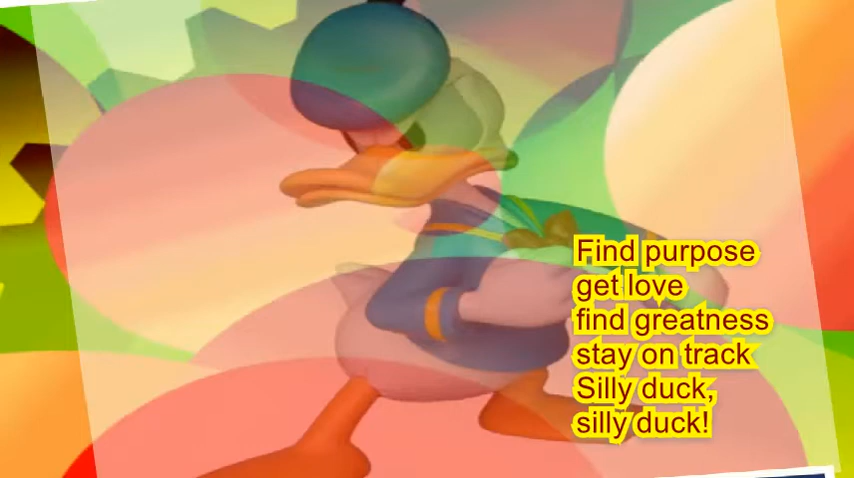 Find purpose
get love
find greatness
stay on track
Silly duck,
silly duck!